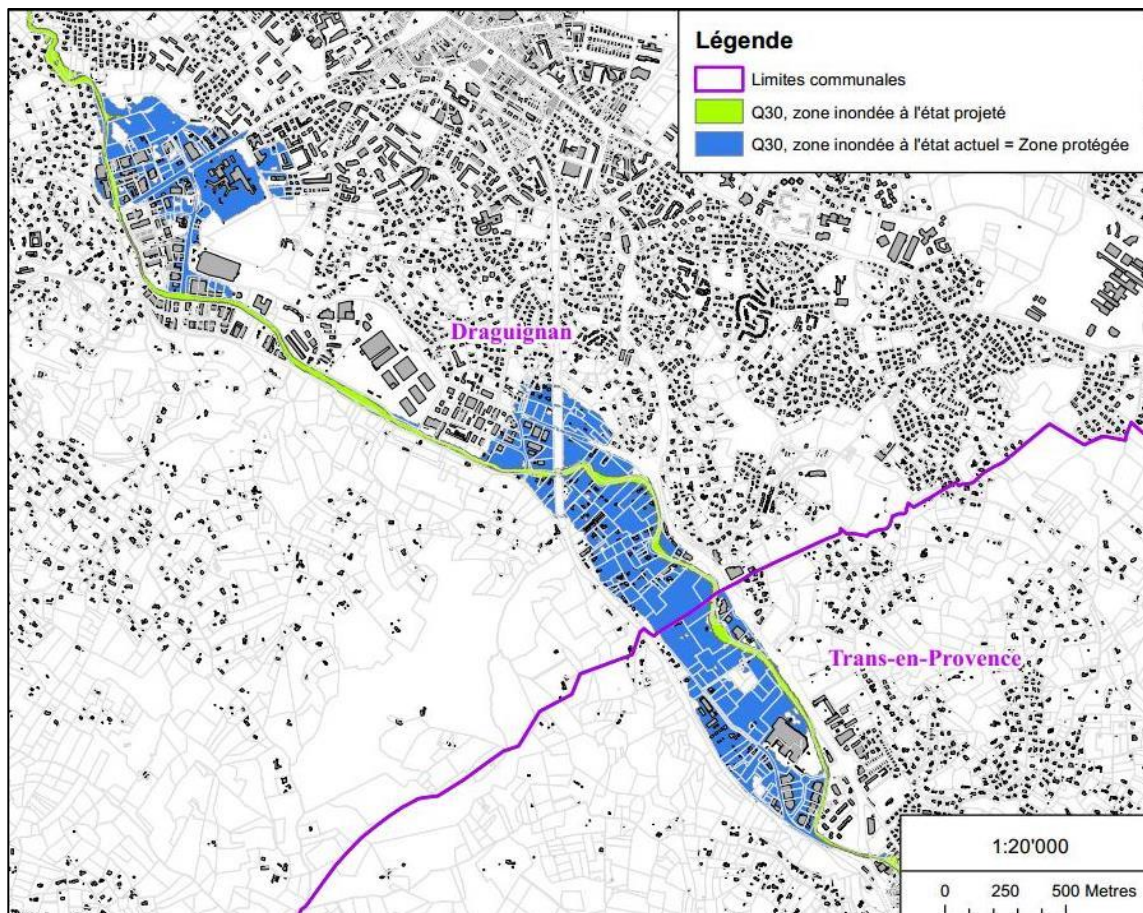 Légende
Limites communales
Q30, zone inondée à l'état projeté
Q30, zone inondée à l'état actuel = Zone protégée
Draguignan
Trans-en-Provence
1:20'000
0 250 500 Metres